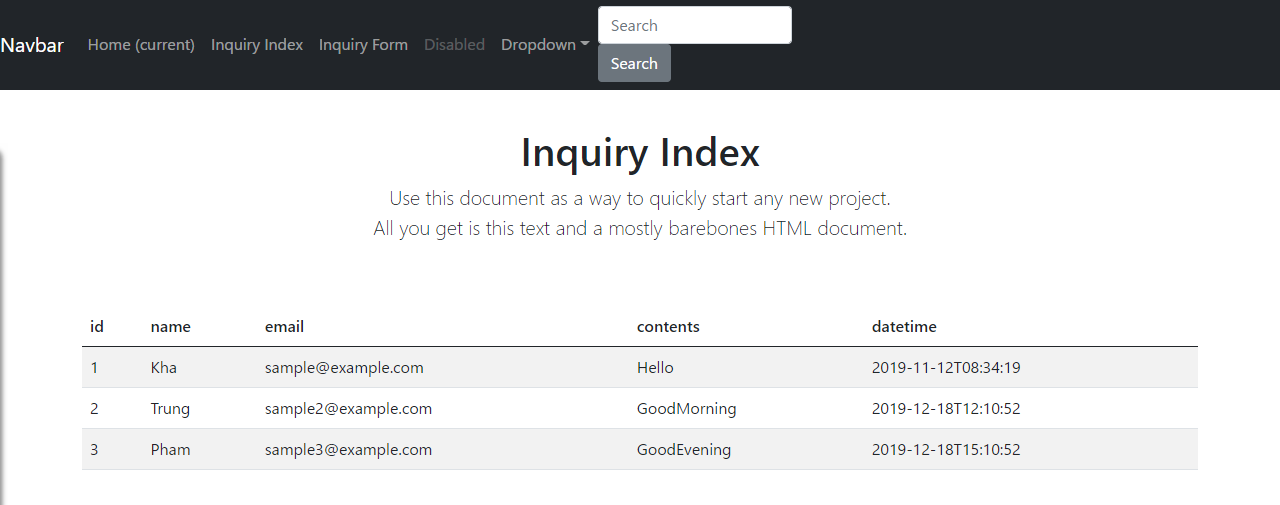 Navbar Home (current) Inquiry Index Inquiry Form Disabled Dropdown Search
Search
Inquiry Index
Use this document as a way to quickly start any new project.
All you get is this text and a mostly barebones HTML document.
id name email contents datetime
1 Kha sample@example.com Hello 2019-11-12T08:34:19
2 Trung sample2@example.com GoodMorning 2019-12-18T12:10:52
3 Pham sample3@example.com GoodEvening 2019-12-18T15:10:52